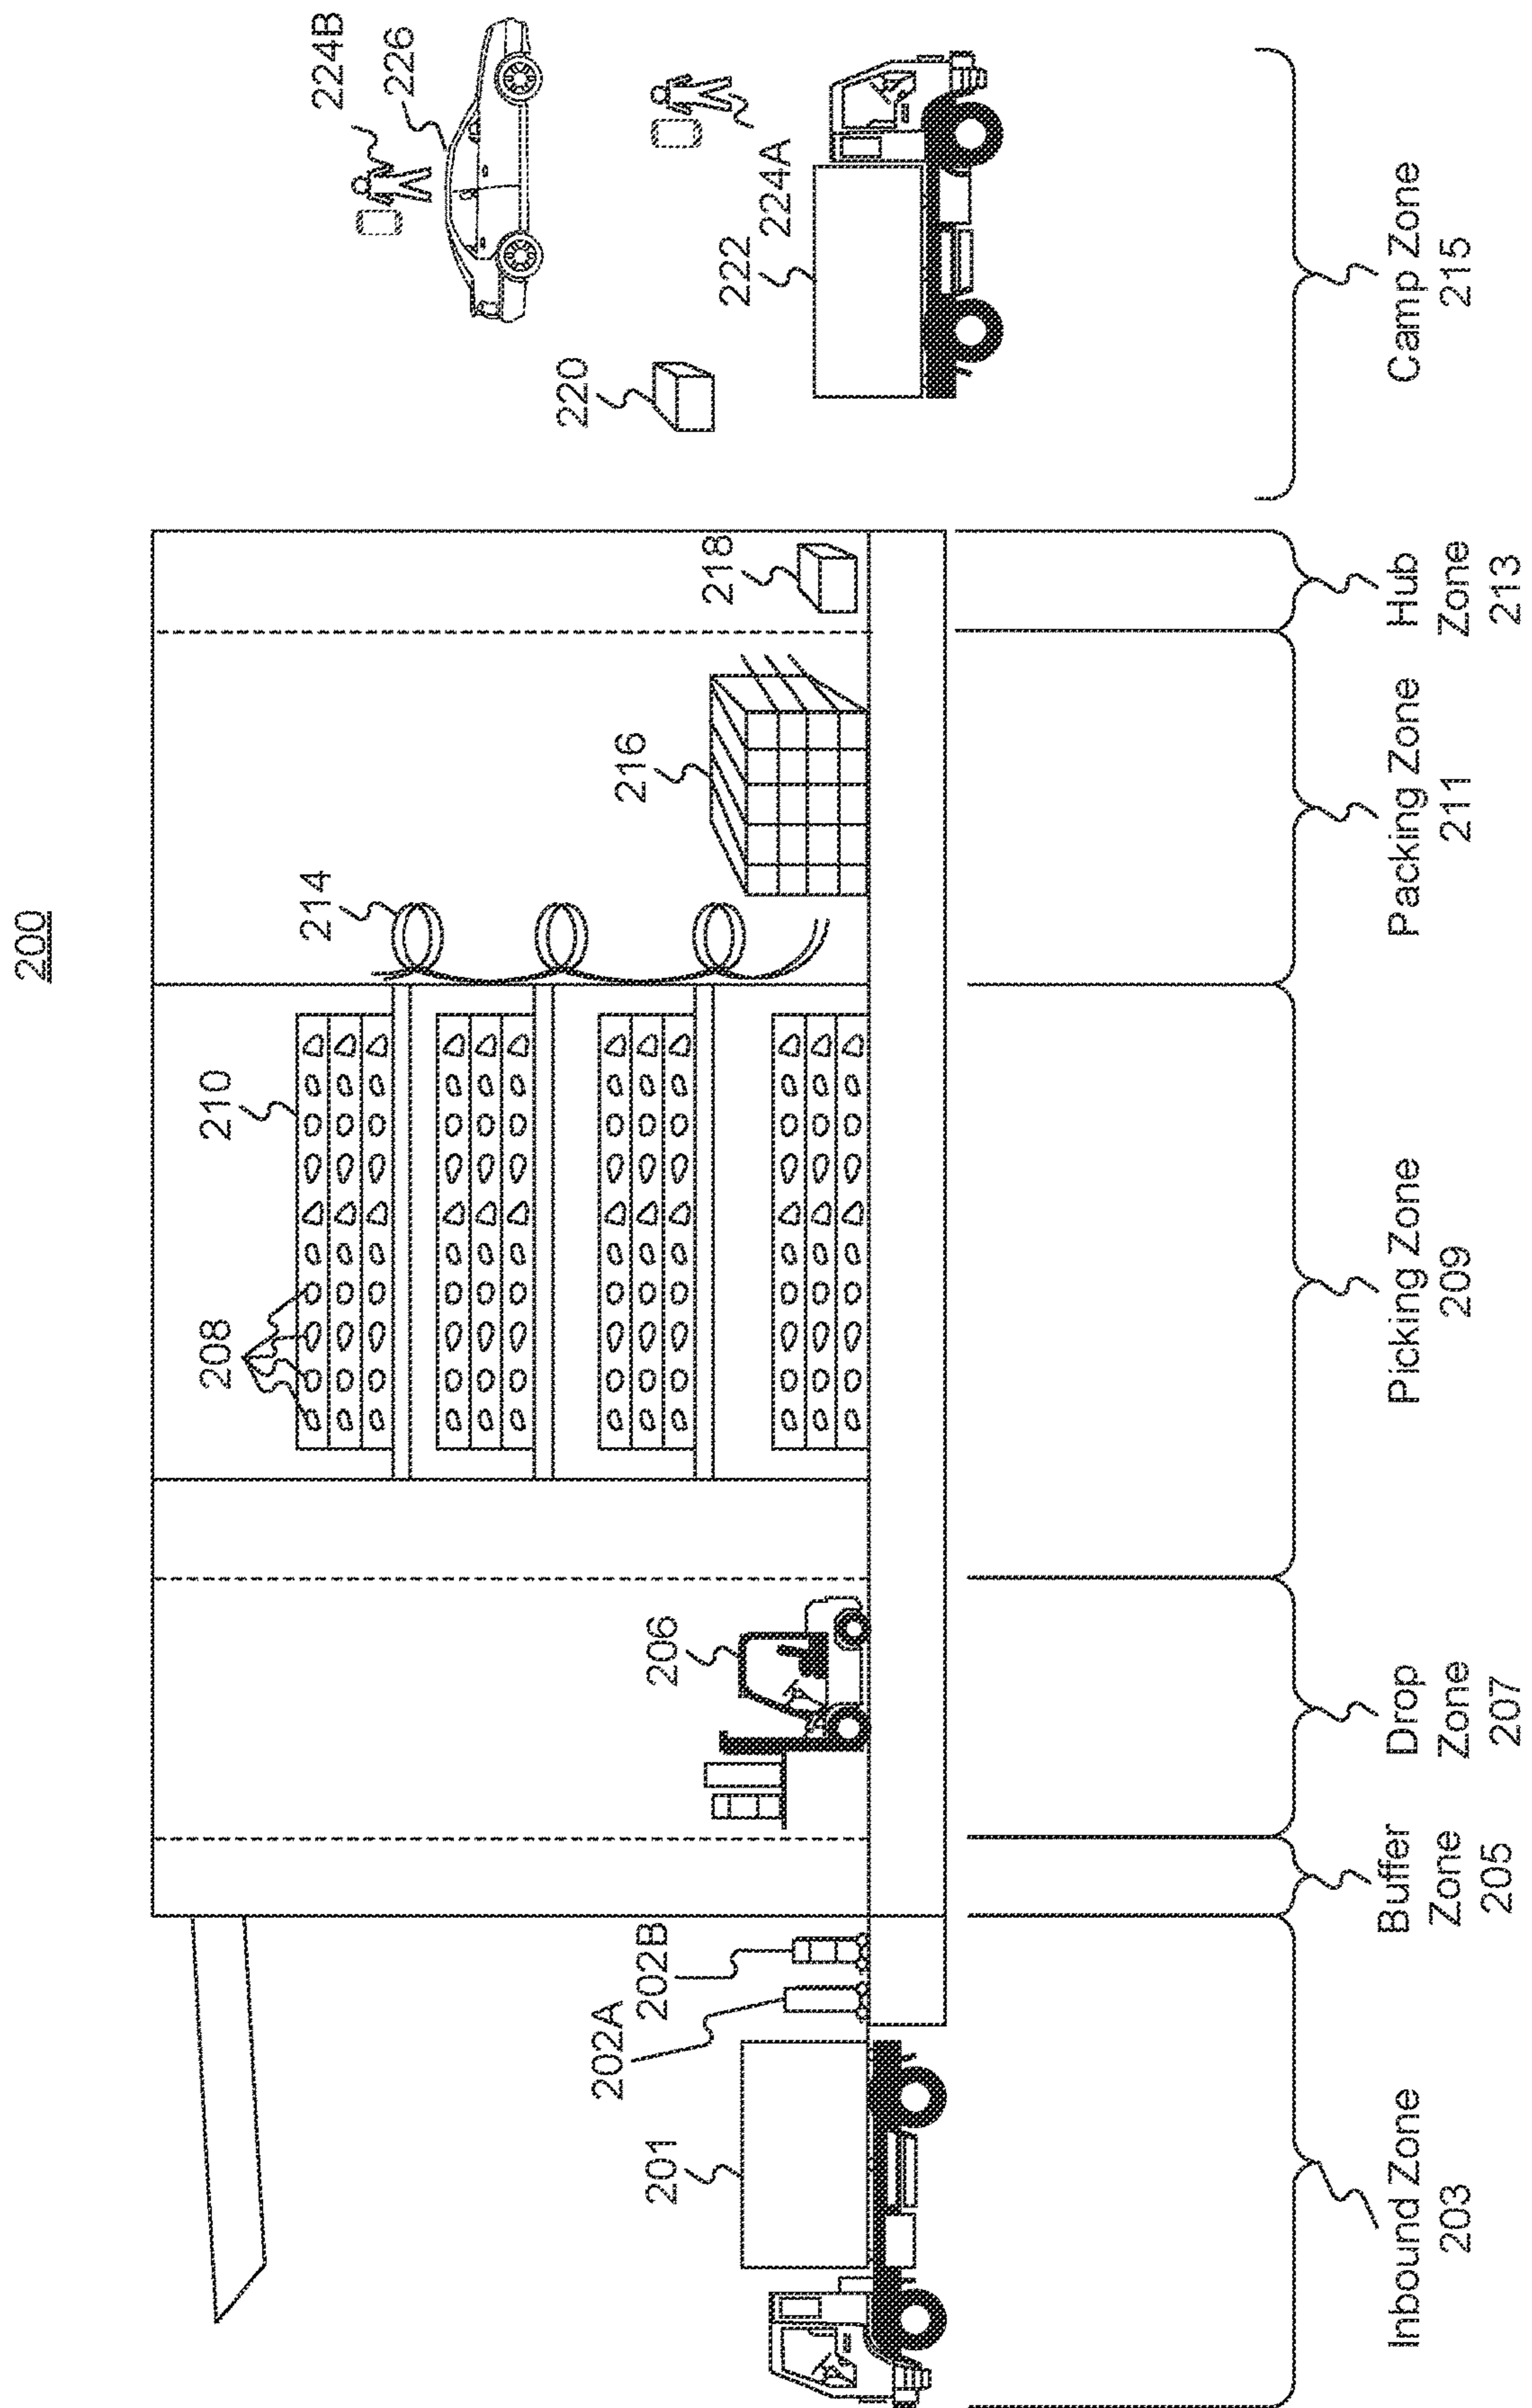 200
224B
226
224A
222
220
218
216
214
210
208
206
202B
202A
201
Inbound Zone
203
Buffer
Zone
205
Drop
Zone
207
Picking Zone
209
Packing Zone
211
Hub
Zone
213
Camp Zone
215